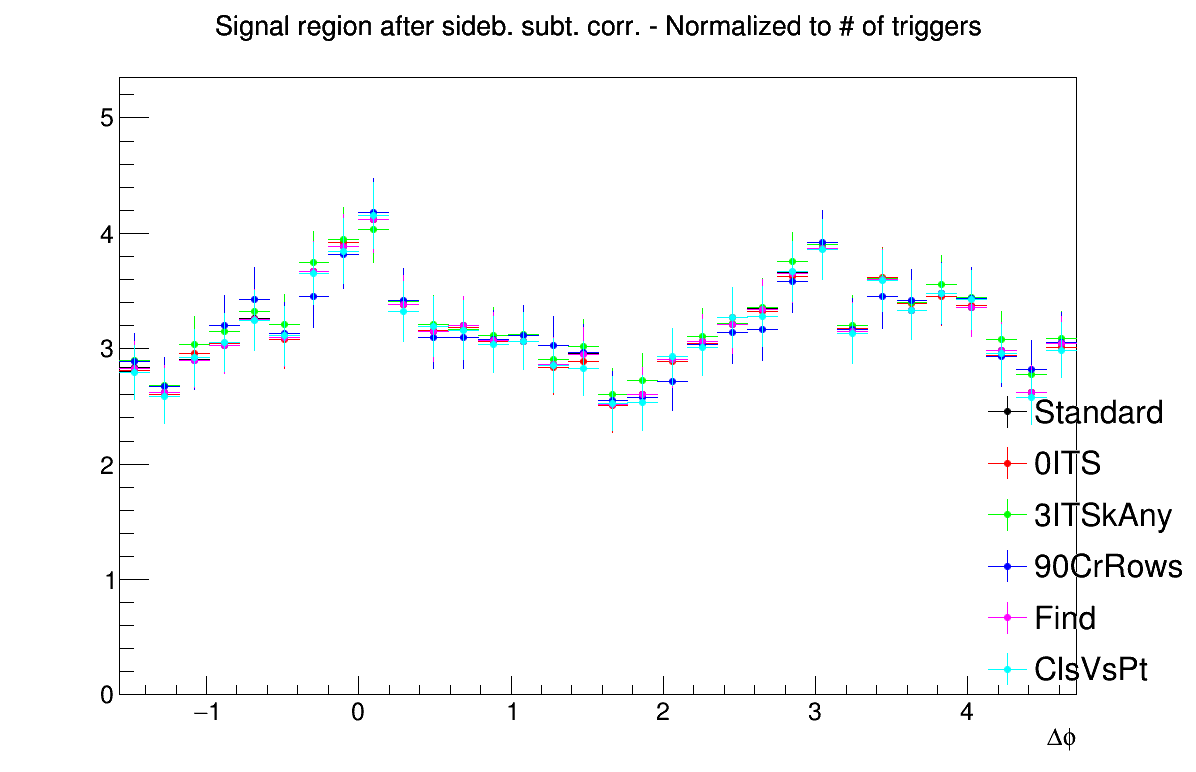 Signal region after sideb. subt. corr. - Normalized to # of triggers
5
4
3
2
1
0
−1 0 1 2 3 4
Δϕ
Standard
0ITS
3ITSkAny
90CrRows
Find
ClsVsPt